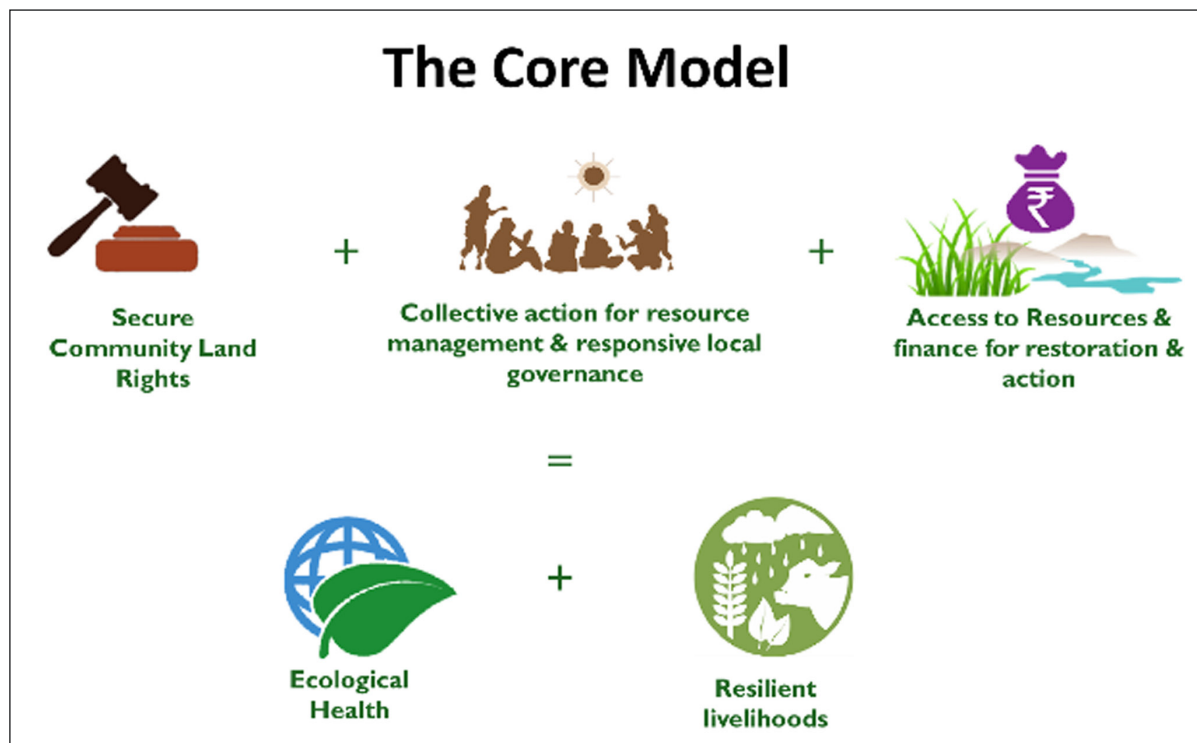 The Core Model
₹
+
+
Secure
Community Land
Rights
Collective action for resource
management & responsive local
governance
Access to Resources &
finance for restoration &
action
=
+
Ecological
Health
Resilient
livelihoods